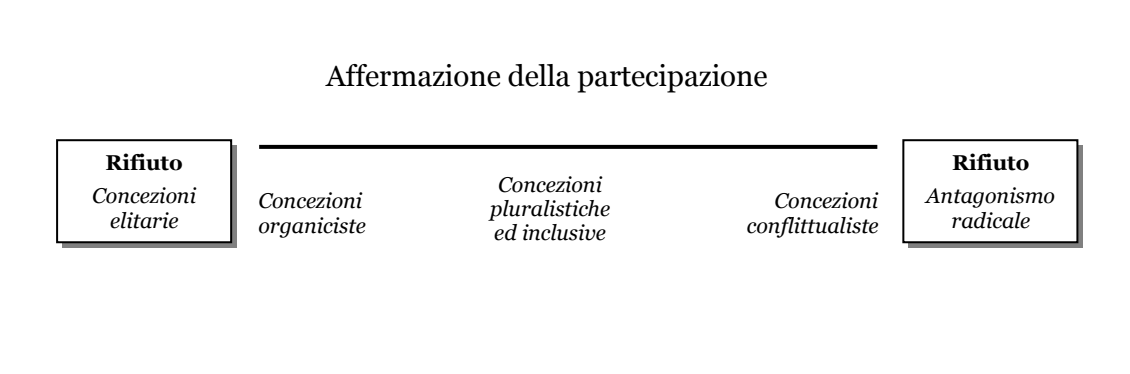 Affermazione della partecipazione
Rifiuto
Concezioni
elitarie
Concezioni
organiciste
Concezioni
pluralistiche
ed inclusive
Concezioni
conflittualiste
Rifiuto
Antagonismo
radicale